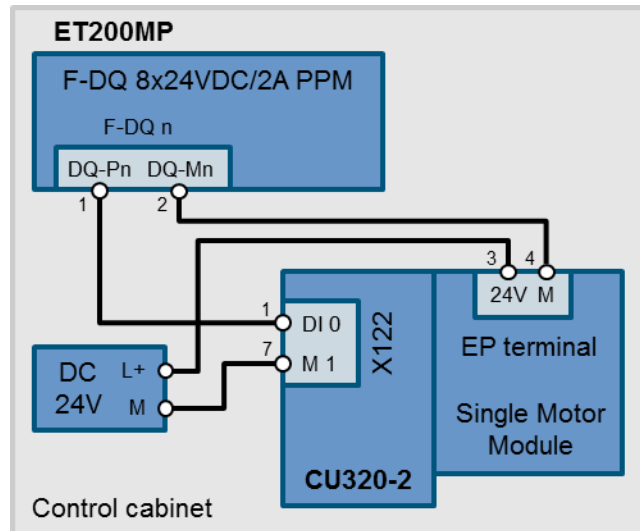 ET200MP
F-DQ 8x24VDC/2A PPM
F-DQ n
DQ-Pn DQ-Mn
1 2
3 4
24V M
1 DI 0
7 M 1
X122
EP terminal
DC 24V
L+
M
Single Motor
Module
CU320-2
Control cabinet